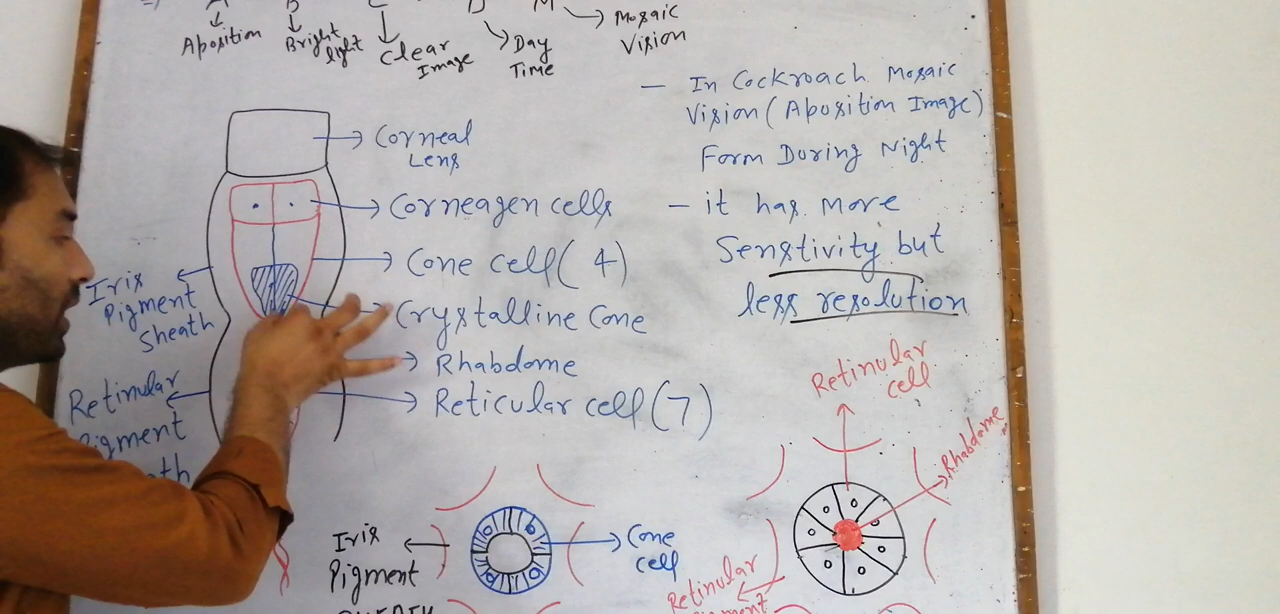 A B C D M
Aposition
Bright
light
Clear
Image
Day
Time
Mosaic
Vision
- In Cockroach Mosaic
Vision (Aposition Image)
Form During Night
- it has more
Senstivity but
less resolution
Corneal
Lens
Corneagen cells
Cone cell (4)
Crystalline Cone
Rhabdome
Reticular cell (7)
Iris
Pigment
Sheath
Retinular
Pigment
Iris
Pigment
Cone
cell
Retinular
cell
Rhabdome
Retinular